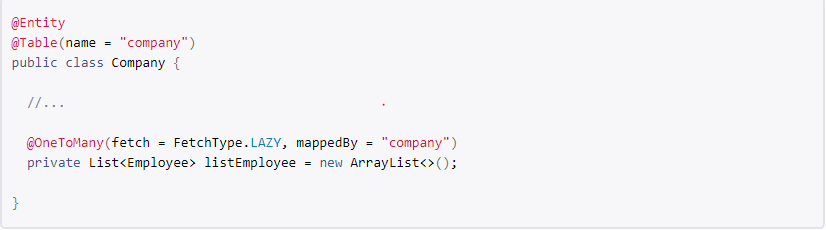 @Entity
@Table(name = "company")
public class Company {
//...
@OneToMany(fetch = FetchType.LAZY, mappedBy = "company")
private List<Employee> listEmployee = new ArrayList<>();
}